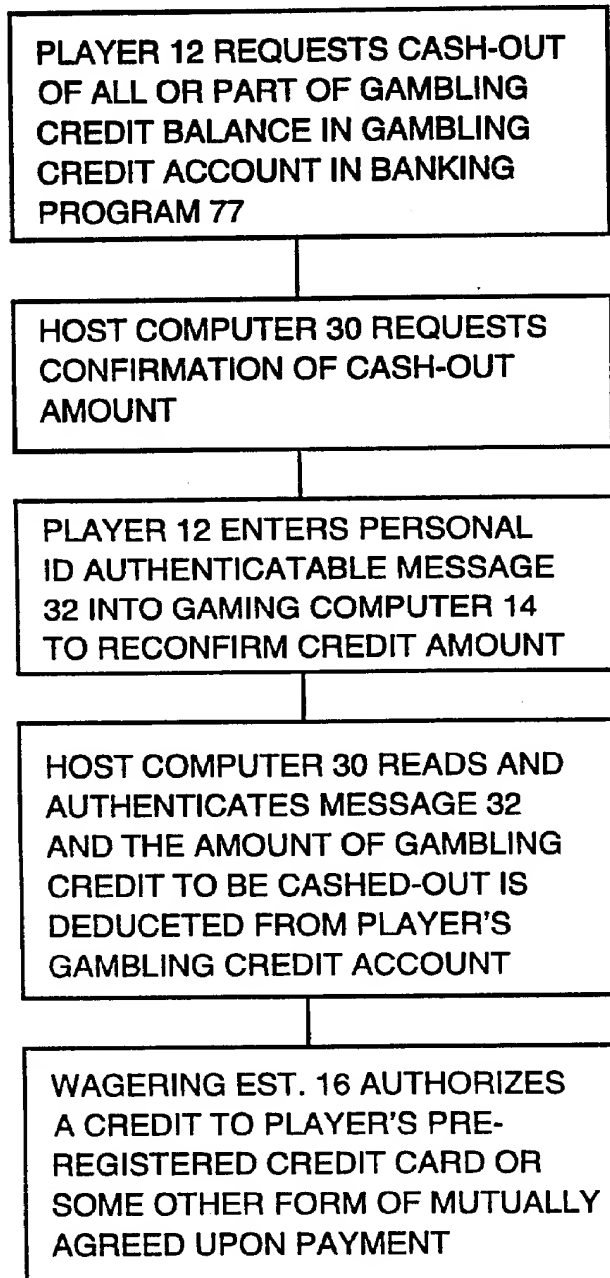 PLAYER 12 REQUESTS CASH-OUT
OF ALL OR PART OF GAMBLING
CREDIT BALANCE IN GAMBLING
CREDIT ACCOUNT IN BANKING
PROGRAM 77
HOST COMPUTER 30 REQUESTS
CONFIRMATION OF CASH-OUT
AMOUNT
PLAYER 12 ENTERS PERSONAL
ID AUTHENTICATABLE MESSAGE
32 INTO GAMING COMPUTER 14
TO RECONFIRM CREDIT AMOUNT
HOST COMPUTER 30 READS AND
AUTHENTICATES MESSAGE 32
AND THE AMOUNT OF GAMBLING
CREDIT TO BE CASHED-OUT IS
DEDUCETED FROM PLAYER'S
GAMBLING CREDIT ACCOUNT
WAGERING EST. 16 AUTHORIZES
A CREDIT TO PLAYER'S PRE-
REGISTERED CREDIT CARD OR
SOME OTHER FORM OF MUTUALLY
AGREED UPON PAYMENT